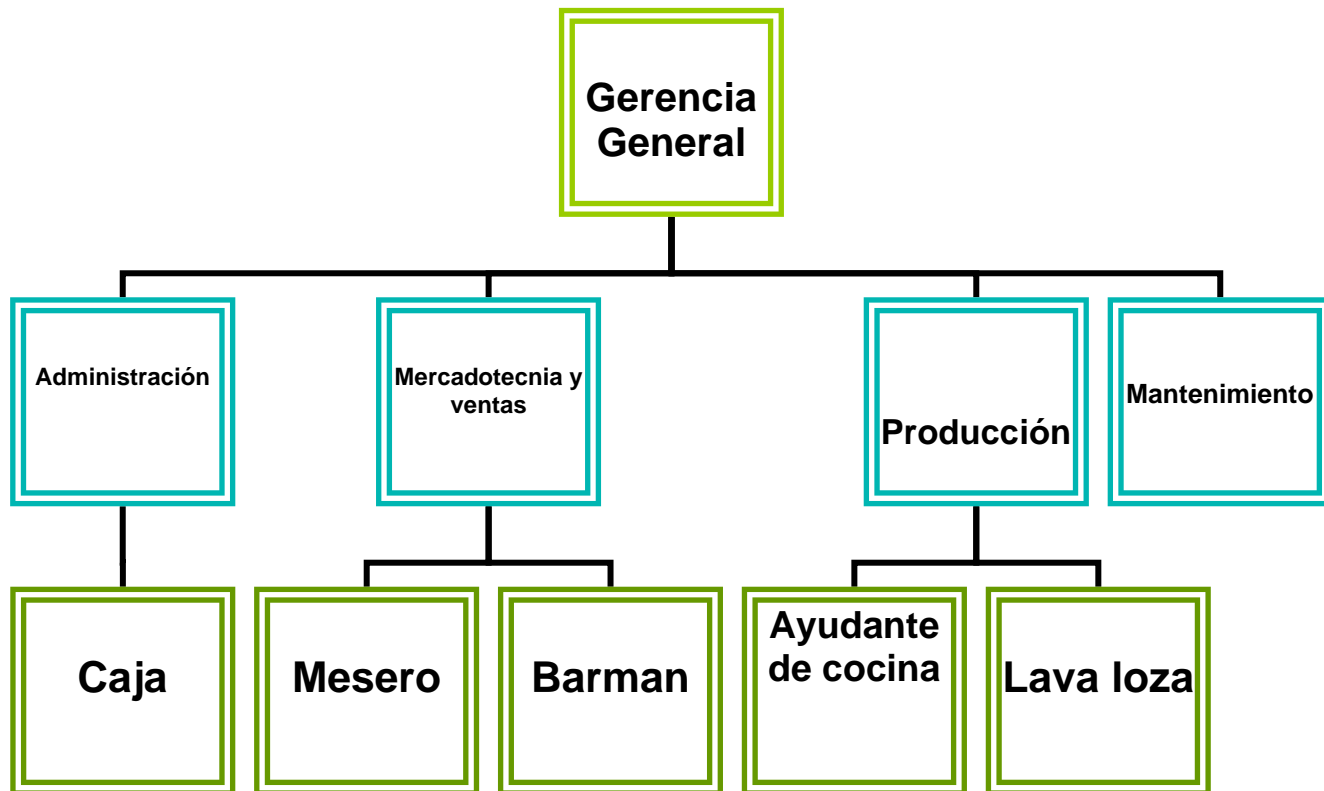 Gerencia
General
Administración
Mercadotecnia y
ventas
Producción
Mantenimiento
Caja
Mesero
Barman
Ayudante
de cocina
Lava loza